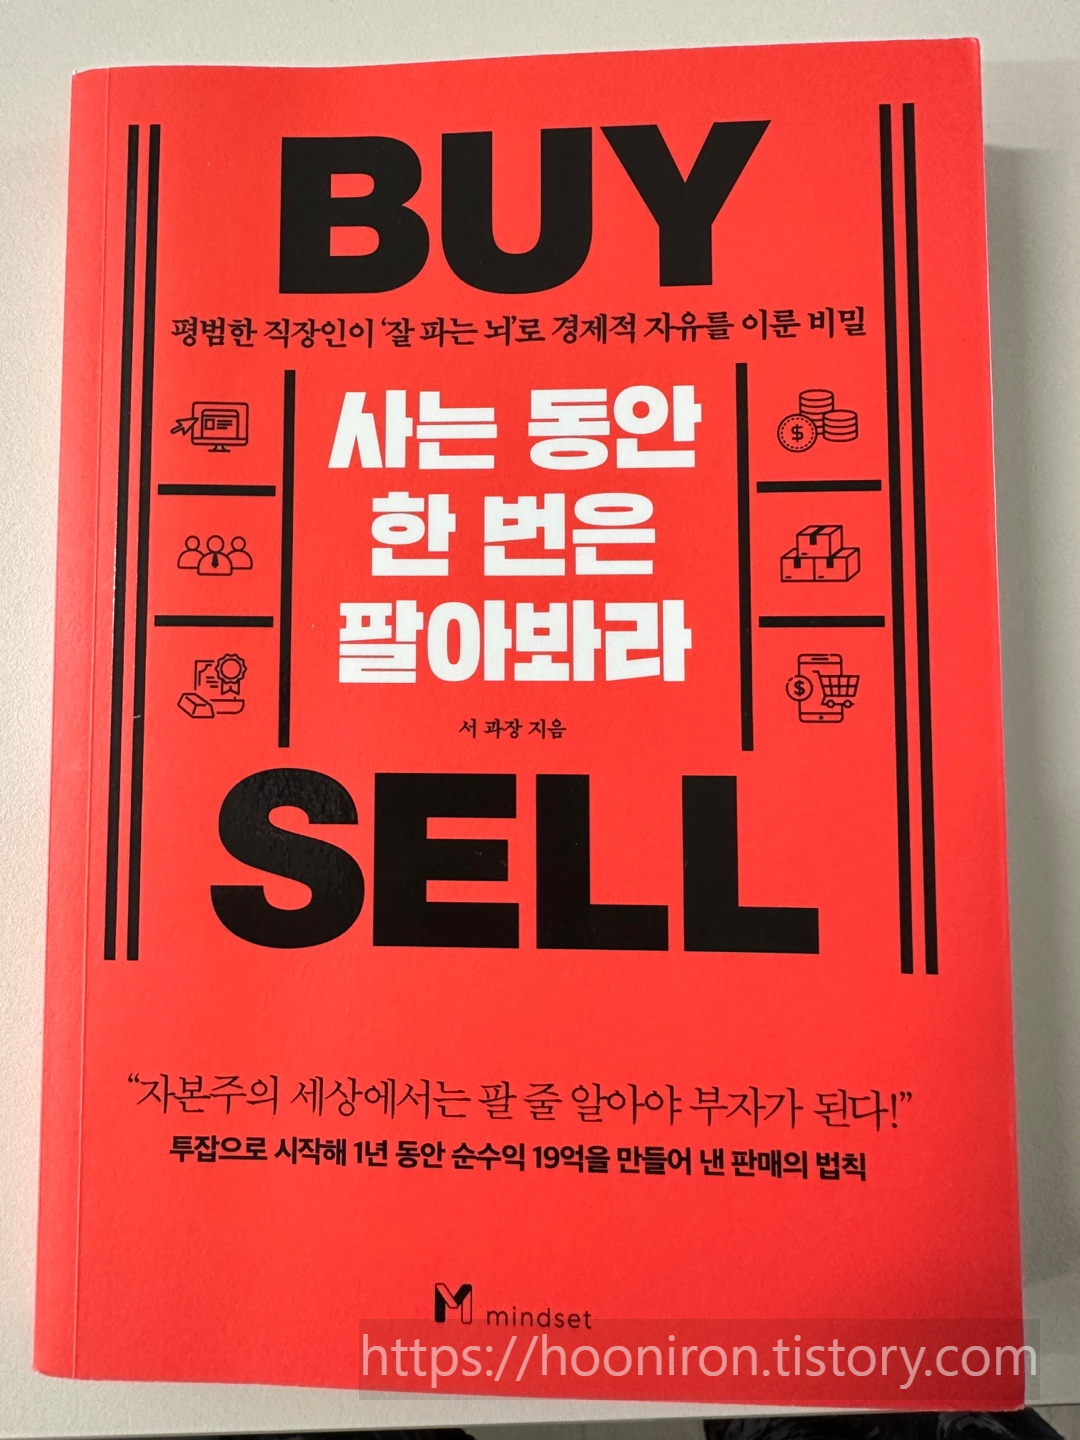 BUY
평범한 직장인이 ‘잘 파는 뇌’로 경제적 자유를 이룬 비밀
사는 동안
한 번은
팔아봐라
서 과장 지음
SELL
“자본주의 세상에서는 팔 줄 알아야 부자가 된다!”
투잡으로 시작해 1년 동안 순수익 19억을 만들어 낸 판매의 법칙
M mindset
https://hooniron.tistory.com